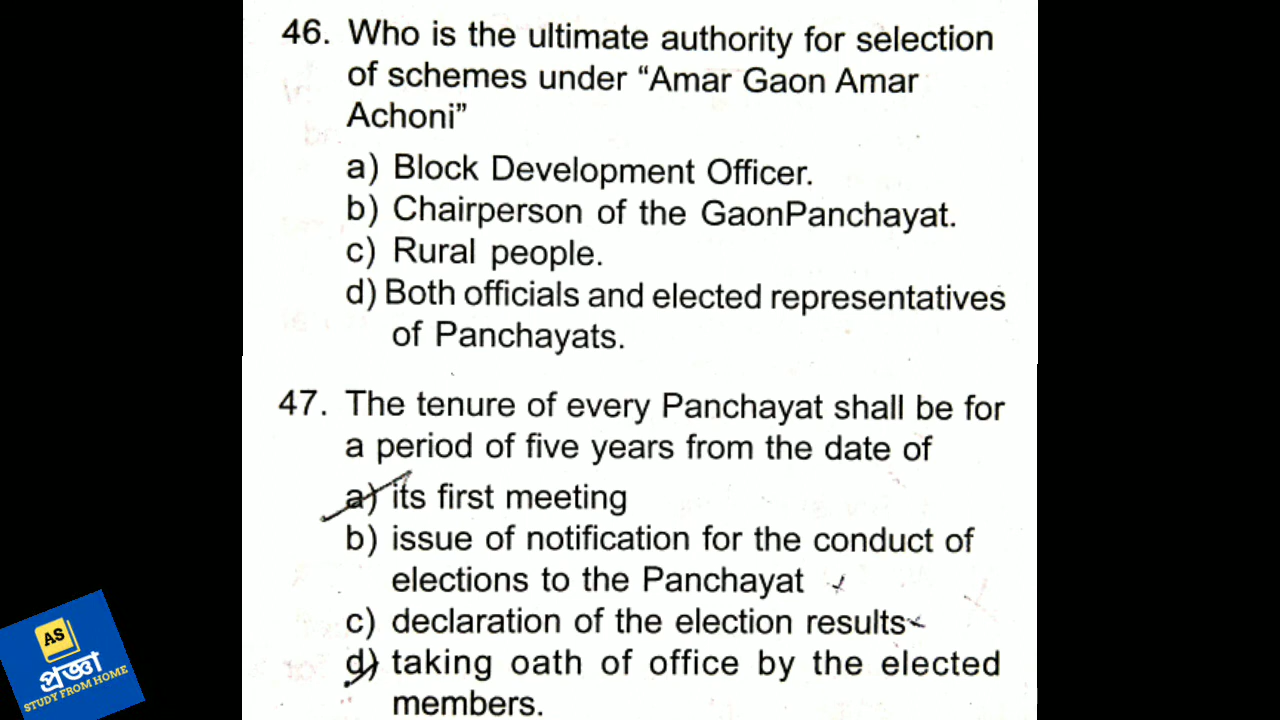 46. Who is the ultimate authority for selection
of schemes under “Amar Gaon Amar
Achoni”
a) Block Development Officer.
b) Chairperson of the GaonPanchayat.
c) Rural people.
d) Both officials and elected representatives
of Panchayats.
47. The tenure of every Panchayat shall be for
a period of five years from the date of
a) its first meeting
b) issue of notification for the conduct of
elections to the Panchayat
c) declaration of the election results
d) taking oath of office by the elected
members.
AS
প্রজ্ঞা
STUDY FROM HOME